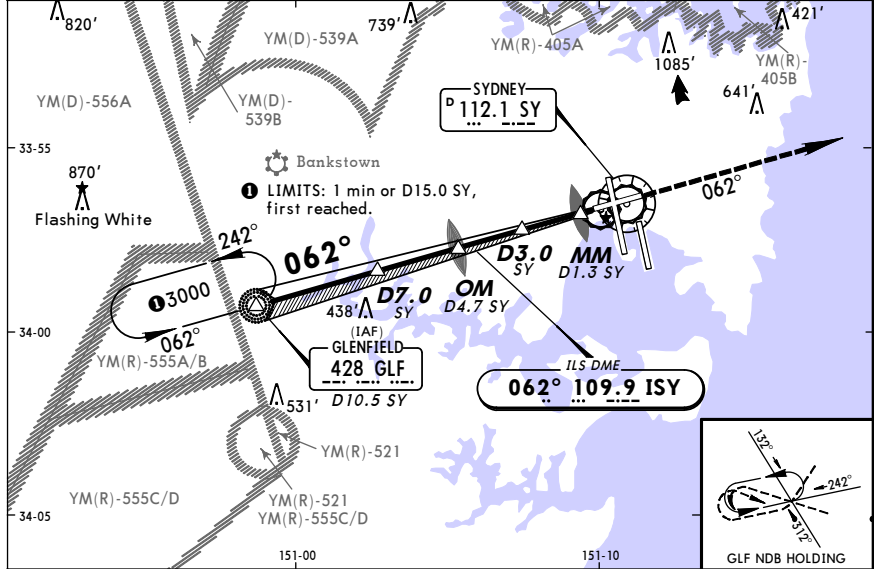 820'
YM(D)-539A
739'
YM(R)-405A
421'
YM(R)-
405B
1085'
641'
YM(D)-556A
YM(D)-
539B
SYDNEY
D 112.1 SY
33-55
870'
Flashing White
Bankstown
1 LIMITS: 1 min or D15.0 SY,
first reached.
062°
242°
062°
1 3000
062°
D7.0
SY
OM
D4.7 SY
D3.0
SY
MM
D1.3 SY
34-00
438'
(IAF)
GLENFIELD
428 GLF
D10.5 SY
YM(R)-555A/B
ILS DME
062° 109.9 ISY
531'
YM(R)-521
YM(R)-521
YM(R)-555C/D
YM(R)-555C/D
34-05
151-00
151-10
132°
242°
312°
GLF NDB HOLDING